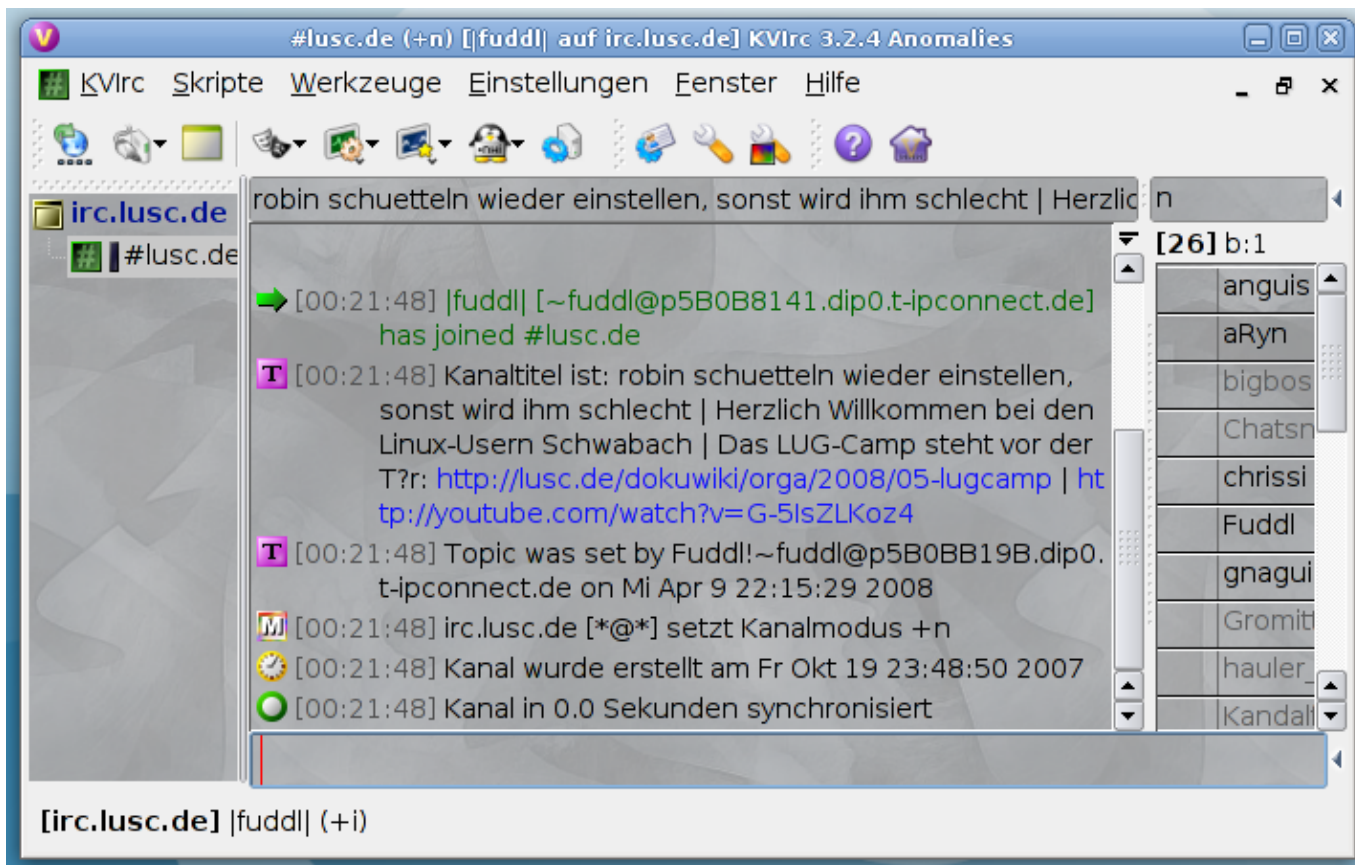 #lusc.de (+n) [|fuddl| auf irc.lusc.de] KVIrc 3.2.4 Anomalies
KVIrc Skripte Werkzeuge Einstellungen Fenster Hilfe
irc.lusc.de
#lusc.de
robin schuetteln wieder einstellen, sonst wird ihm schlecht | Herzlic
n
[00:21:48] |fuddl| [~fuddl@p5B0B8141.dip0.t-ipconnect.de]
has joined #lusc.de
[00:21:48] Kanaltitel ist: robin schuetteln wieder einstellen,
sonst wird ihm schlecht | Herzlich Willkommen bei den
Linux-Usern Schwabach | Das LUG-Camp steht vor der
T?r: http://lusc.de/dokuwiki/orga/2008/05-lugcamp | ht
tp://youtube.com/watch?v=G-5IsZLKoz4
[00:21:48] Topic was set by Fuddl!~fuddl@p5B0BB19B.dip0.
t-ipconnect.de on Mi Apr 9 22:15:29 2008
[00:21:48] irc.lusc.de [*@*] setzt Kanalmodus +n
[00:21:48] Kanal wurde erstellt am Fr Okt 19 23:48:50 2007
[00:21:48] Kanal in 0.0 Sekunden synchronisiert
[26] b:1
anguis
aRyn
bigbos
Chatsn
chrissi
Fuddl
gnagui
Gromitt
hauler_
Kandalf
[irc.lusc.de] |fuddl| (+i)